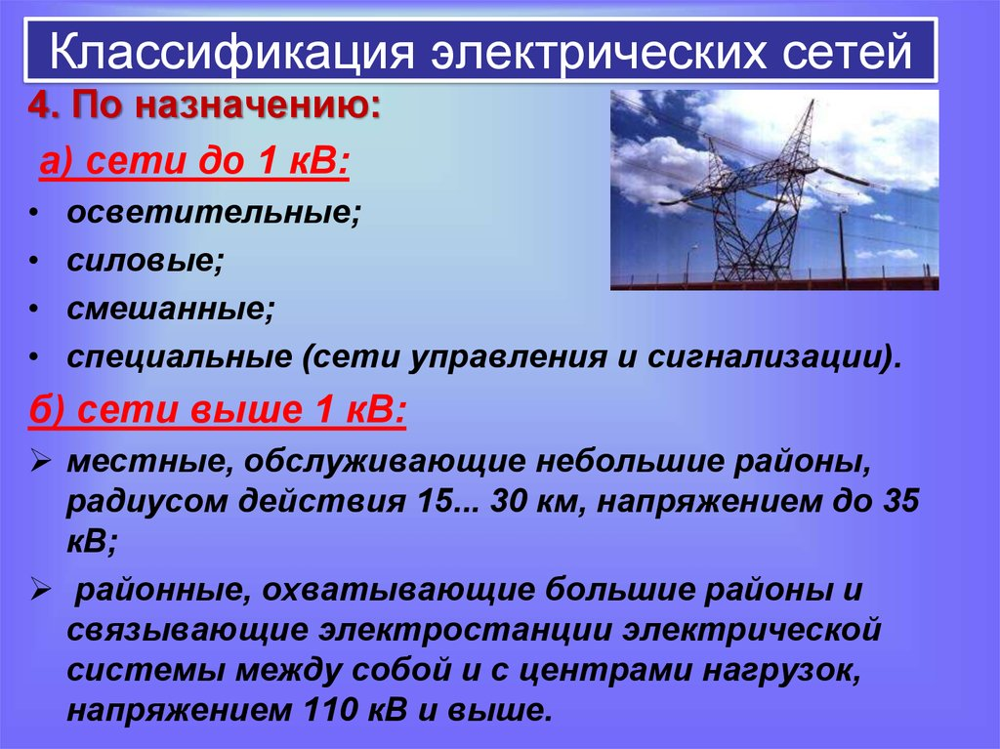 Классификация электрических сетей
4. По назначению:
а) сети до 1 кВ:
• осветительные;
• силовые;
• смешанные;
• специальные (сети управления и сигнализации).
б) сети выше 1 кВ:
➢ местные, обслуживающие небольшие районы,
радиусом действия 15... 30 км, напряжением до 35
кВ;
➢ районные, охватывающие большие районы и
связывающие электростанции электрической
системы между собой и с центрами нагрузок,
напряжением 110 кВ и выше.